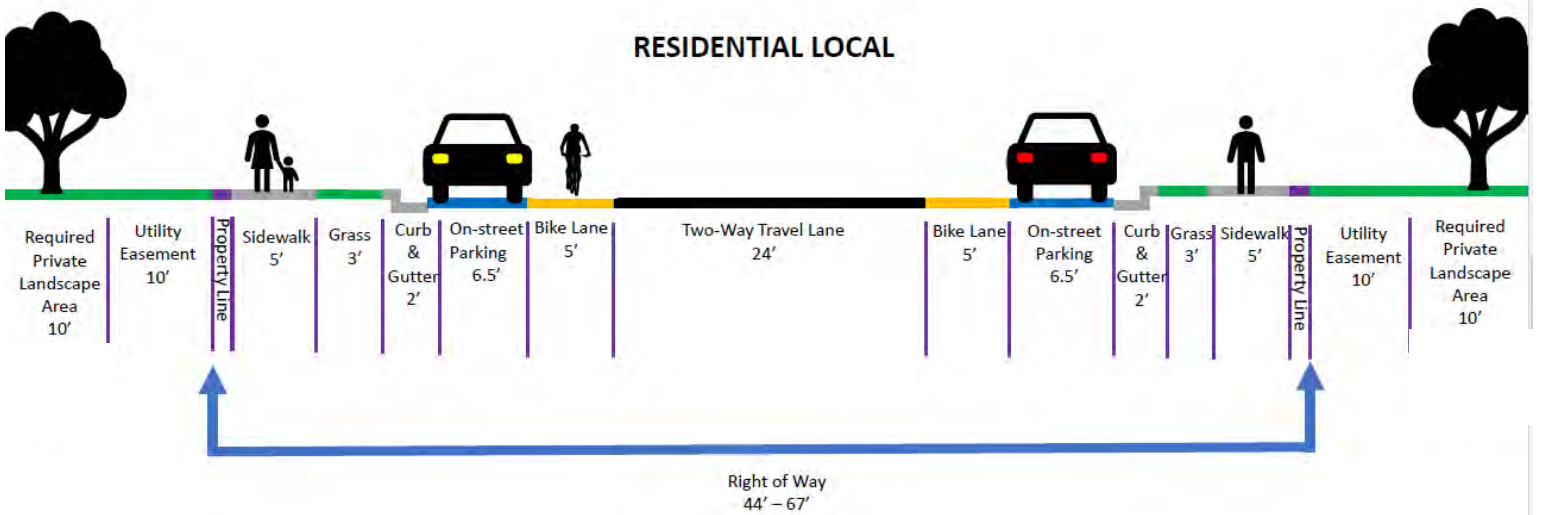 RESIDENTIAL LOCAL
Required
Private
Landscape
Area
10’
Utility
Easement
10’
Property Line
Sidewalk
5’
Grass
3’
Curb
&
Gutter
2’
On-street
Parking
6.5’
Bike Lane
5’
Two-Way Travel Lane
24’
Bike Lane
5’
On-street
Parking
6.5’
Curb
&
Gutter
2’
Grass
3’
Sidewalk
5’
Property Line
Utility
Easement
10’
Required
Private
Landscape
Area
10’
Right of Way
44’ – 67’